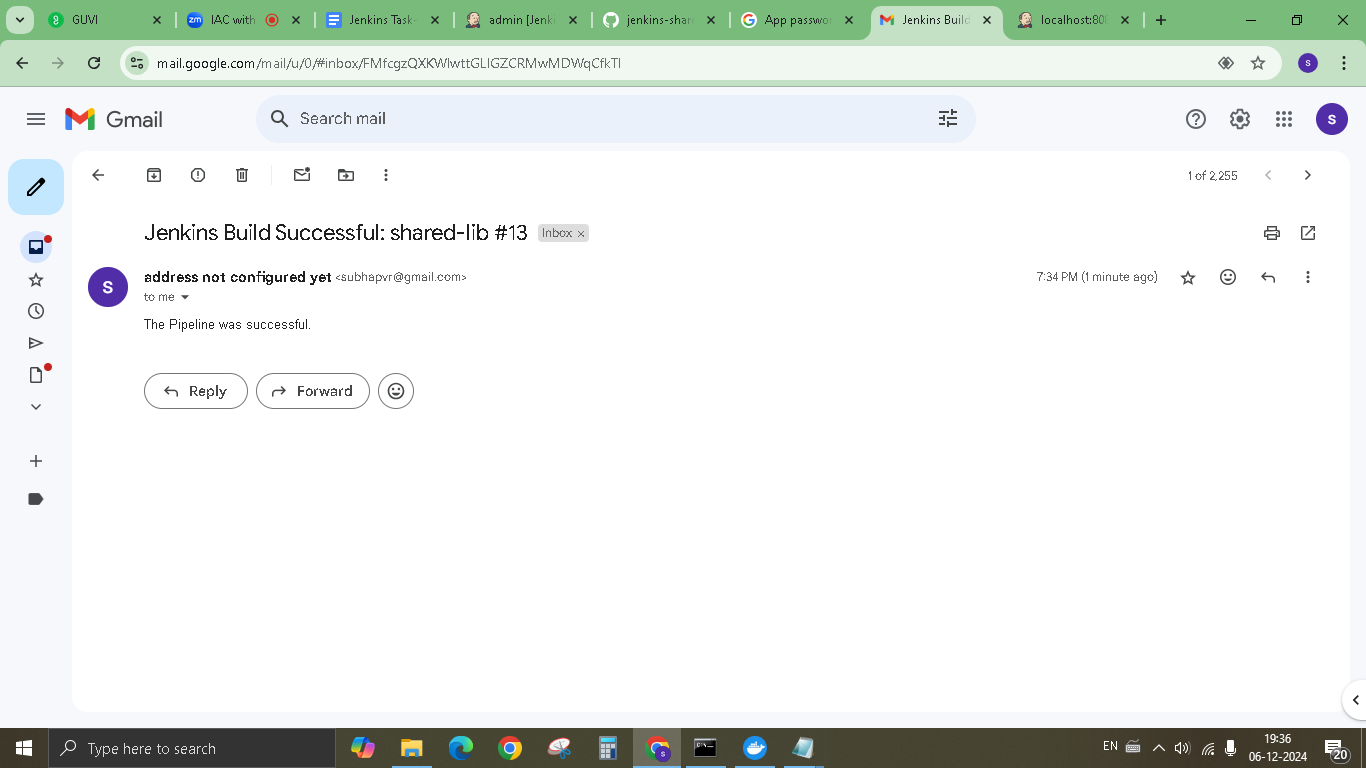 GUVI
IAC with
Jenkins Task-
admin [Jenki
jenkins-shar
App passwor
Jenkins Build
localhost:808
mail.google.com/mail/u/0/#inbox/FMfcgzQXKWlwttGLlGZCRMwMDWqCfkTl
s
Gmail
Search mail
s
1 of 2,255
Jenkins Build Successful: shared-lib #13
Inbox ×
S
address not configured yet <subhapvr@gmail.com>
7:34 PM (1 minute ago)
to me
The Pipeline was successful.
Reply
Forward
Type here to search
EN
19:36
06-12-2024
20